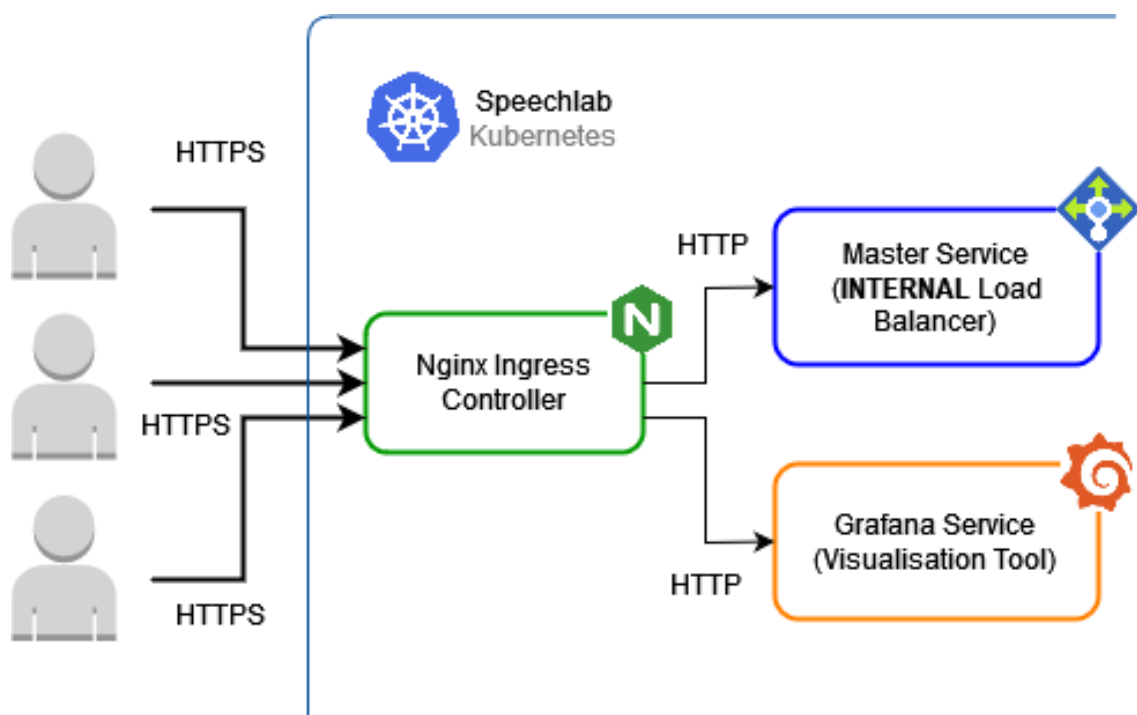 Speechlab
Kubernetes
HTTPS
HTTP
Master Service
(INTERNAL Load
Balancer)
Nginx Ingress
Controller
N
HTTPS
Grafana Service
(Visualisation Tool)
HTTP
HTTPS